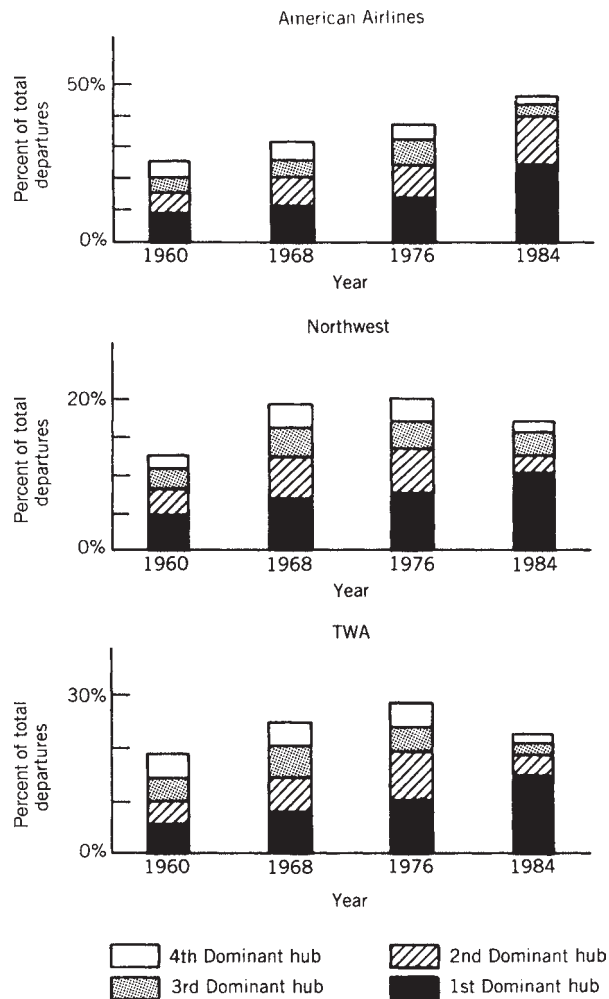 American Airlines
Percent of total
departures
50%
0%
1960 1968 1976 1984
Year
Northwest
Percent of total
departures
20%
0%
1960 1968 1976 1984
Year
TWA
Percent of total
departures
30%
0%
1960 1968 1976 1984
Year
4th Dominant hub 2nd Dominant hub
3rd Dominant hub 1st Dominant hub